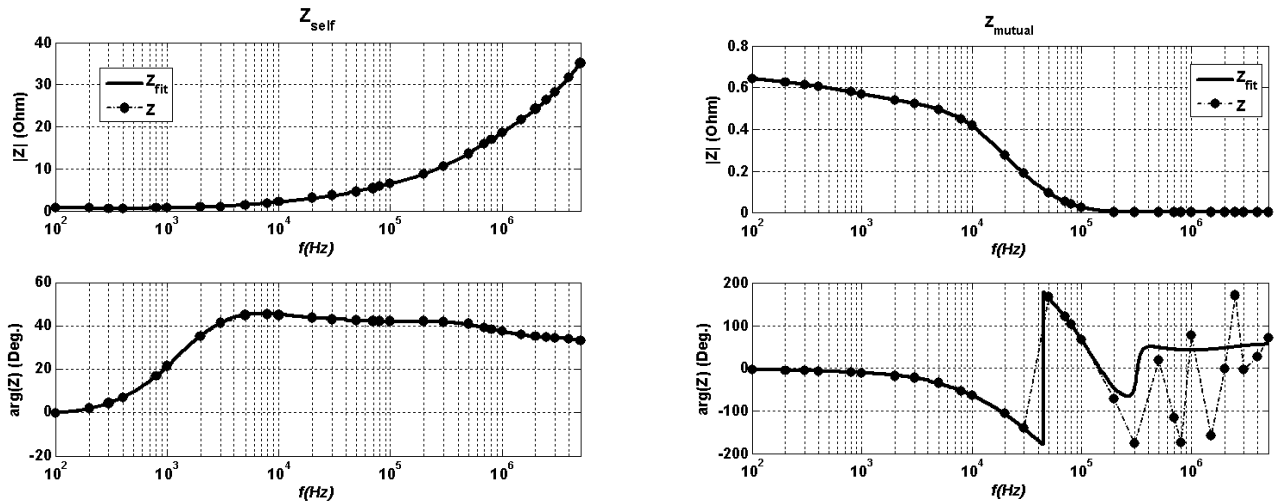 Z_self
|Z| (Ohm)
40
30
20
10
0
Z_fit
Z
10^2
10^3
10^4
10^5
10^6
f(Hz)
arg(Z) (Deg.)
60
40
20
0
-20
10^2
10^3
10^4
10^5
10^6
f(Hz)
Z_mutual
|Z| (Ohm)
0.8
0.6
0.4
0.2
0
Z_fit
Z
10^2
10^3
10^4
10^5
10^6
f(Hz)
arg(Z) (Deg.)
200
100
0
-100
-200
10^2
10^3
10^4
10^5
10^6
f(Hz)